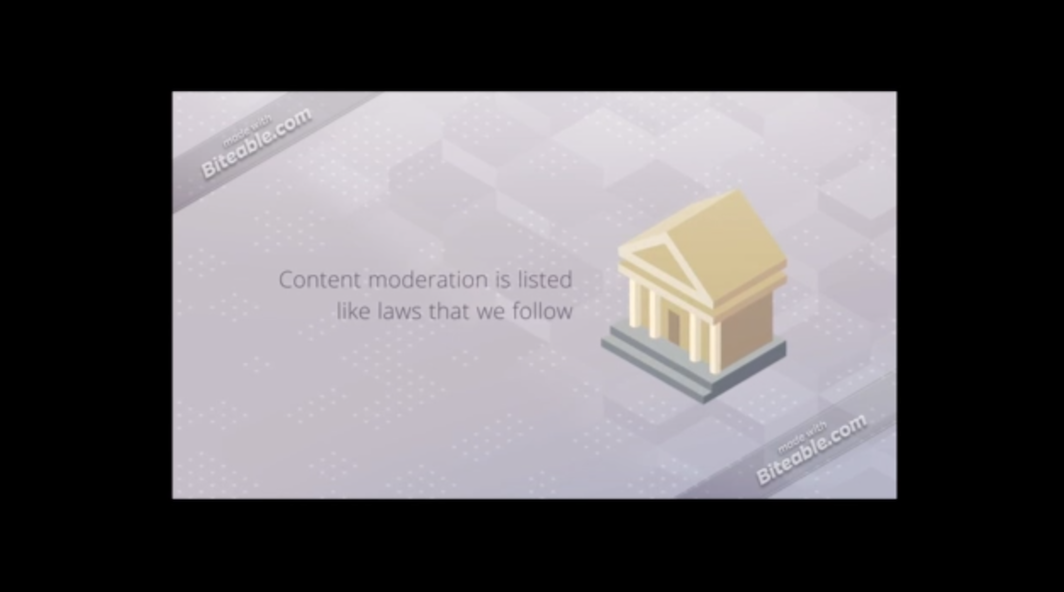 made with
Biteable.com
Content moderation is listed
like laws that we follow
made with
Biteable.com